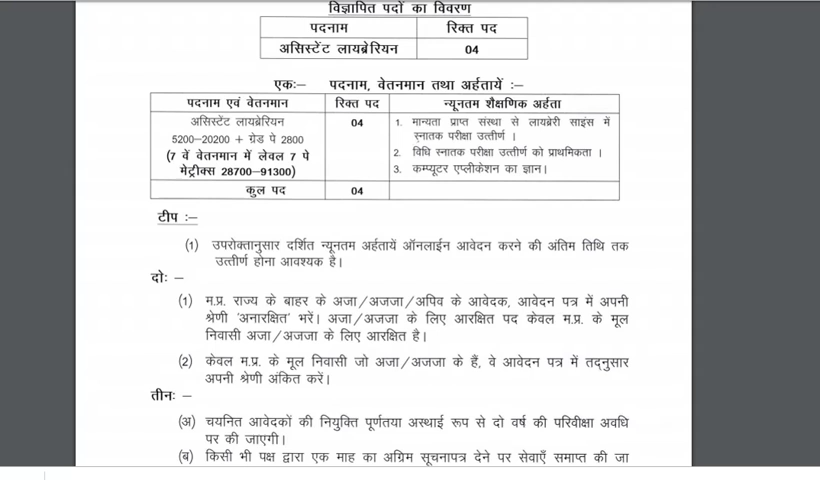 विज्ञापित पदों का विवरण
पदनाम रिक्त पद
असिस्टेंट लायब्रेरियन 04
एकः– पदनाम, वेतनमान तथा अर्हतायें :–
पदनाम एवं वेतनमान रिक्त पद न्यूनतम शैक्षणिक अर्हता
असिस्टेंट लायब्रेरियन 04 1. मान्यता प्राप्त संस्था से लायब्रेरी साइंस में
5200–20200 + ग्रेड पे 2800 स्नातक परीक्षा उत्तीर्ण ।
(7 वें वेतनमान में लेवल 7 पे 2. विधि स्नातक परीक्षा उत्तीर्ण को प्राथमिकता ।
मेट्रीक्स 28700–91300) 3. कम्प्यूटर एप्लीकेशन का ज्ञान।
कुल पद 04
टीप :–
(1) उपरोक्तानुसार दर्शित न्यूनतम अर्हतायें ऑनलाईन आवेदन करने की अंतिम तिथि तक
उत्तीर्ण होना आवश्यक है।
दोः –
(1) म.प्र. राज्य के बाहर के अजा/अजजा/अपिव के आवेदक, आवेदन पत्र में अपनी
श्रेणी 'अनारक्षित' भरें। अजा/अजजा के लिए आरक्षित पद केवल म.प्र. के मूल
निवासी अजा/अजजा के लिए आरक्षित है।
(2) केवल म.प्र. के मूल निवासी जो अजा/अजजा के हैं, वे आवेदन पत्र में तद्नुसार
अपनी श्रेणी अंकित करें।
तीनः –
(अ) चयनित आवेदकों की नियुक्ति पूर्णतया अस्थाई रूप से दो वर्ष की परिवीक्षा अवधि
पर की जाएगी।
(ब) किसी भी पक्ष द्वारा एक माह का अग्रिम सूचनापत्र देने पर सेवाएँ समाप्त की जा